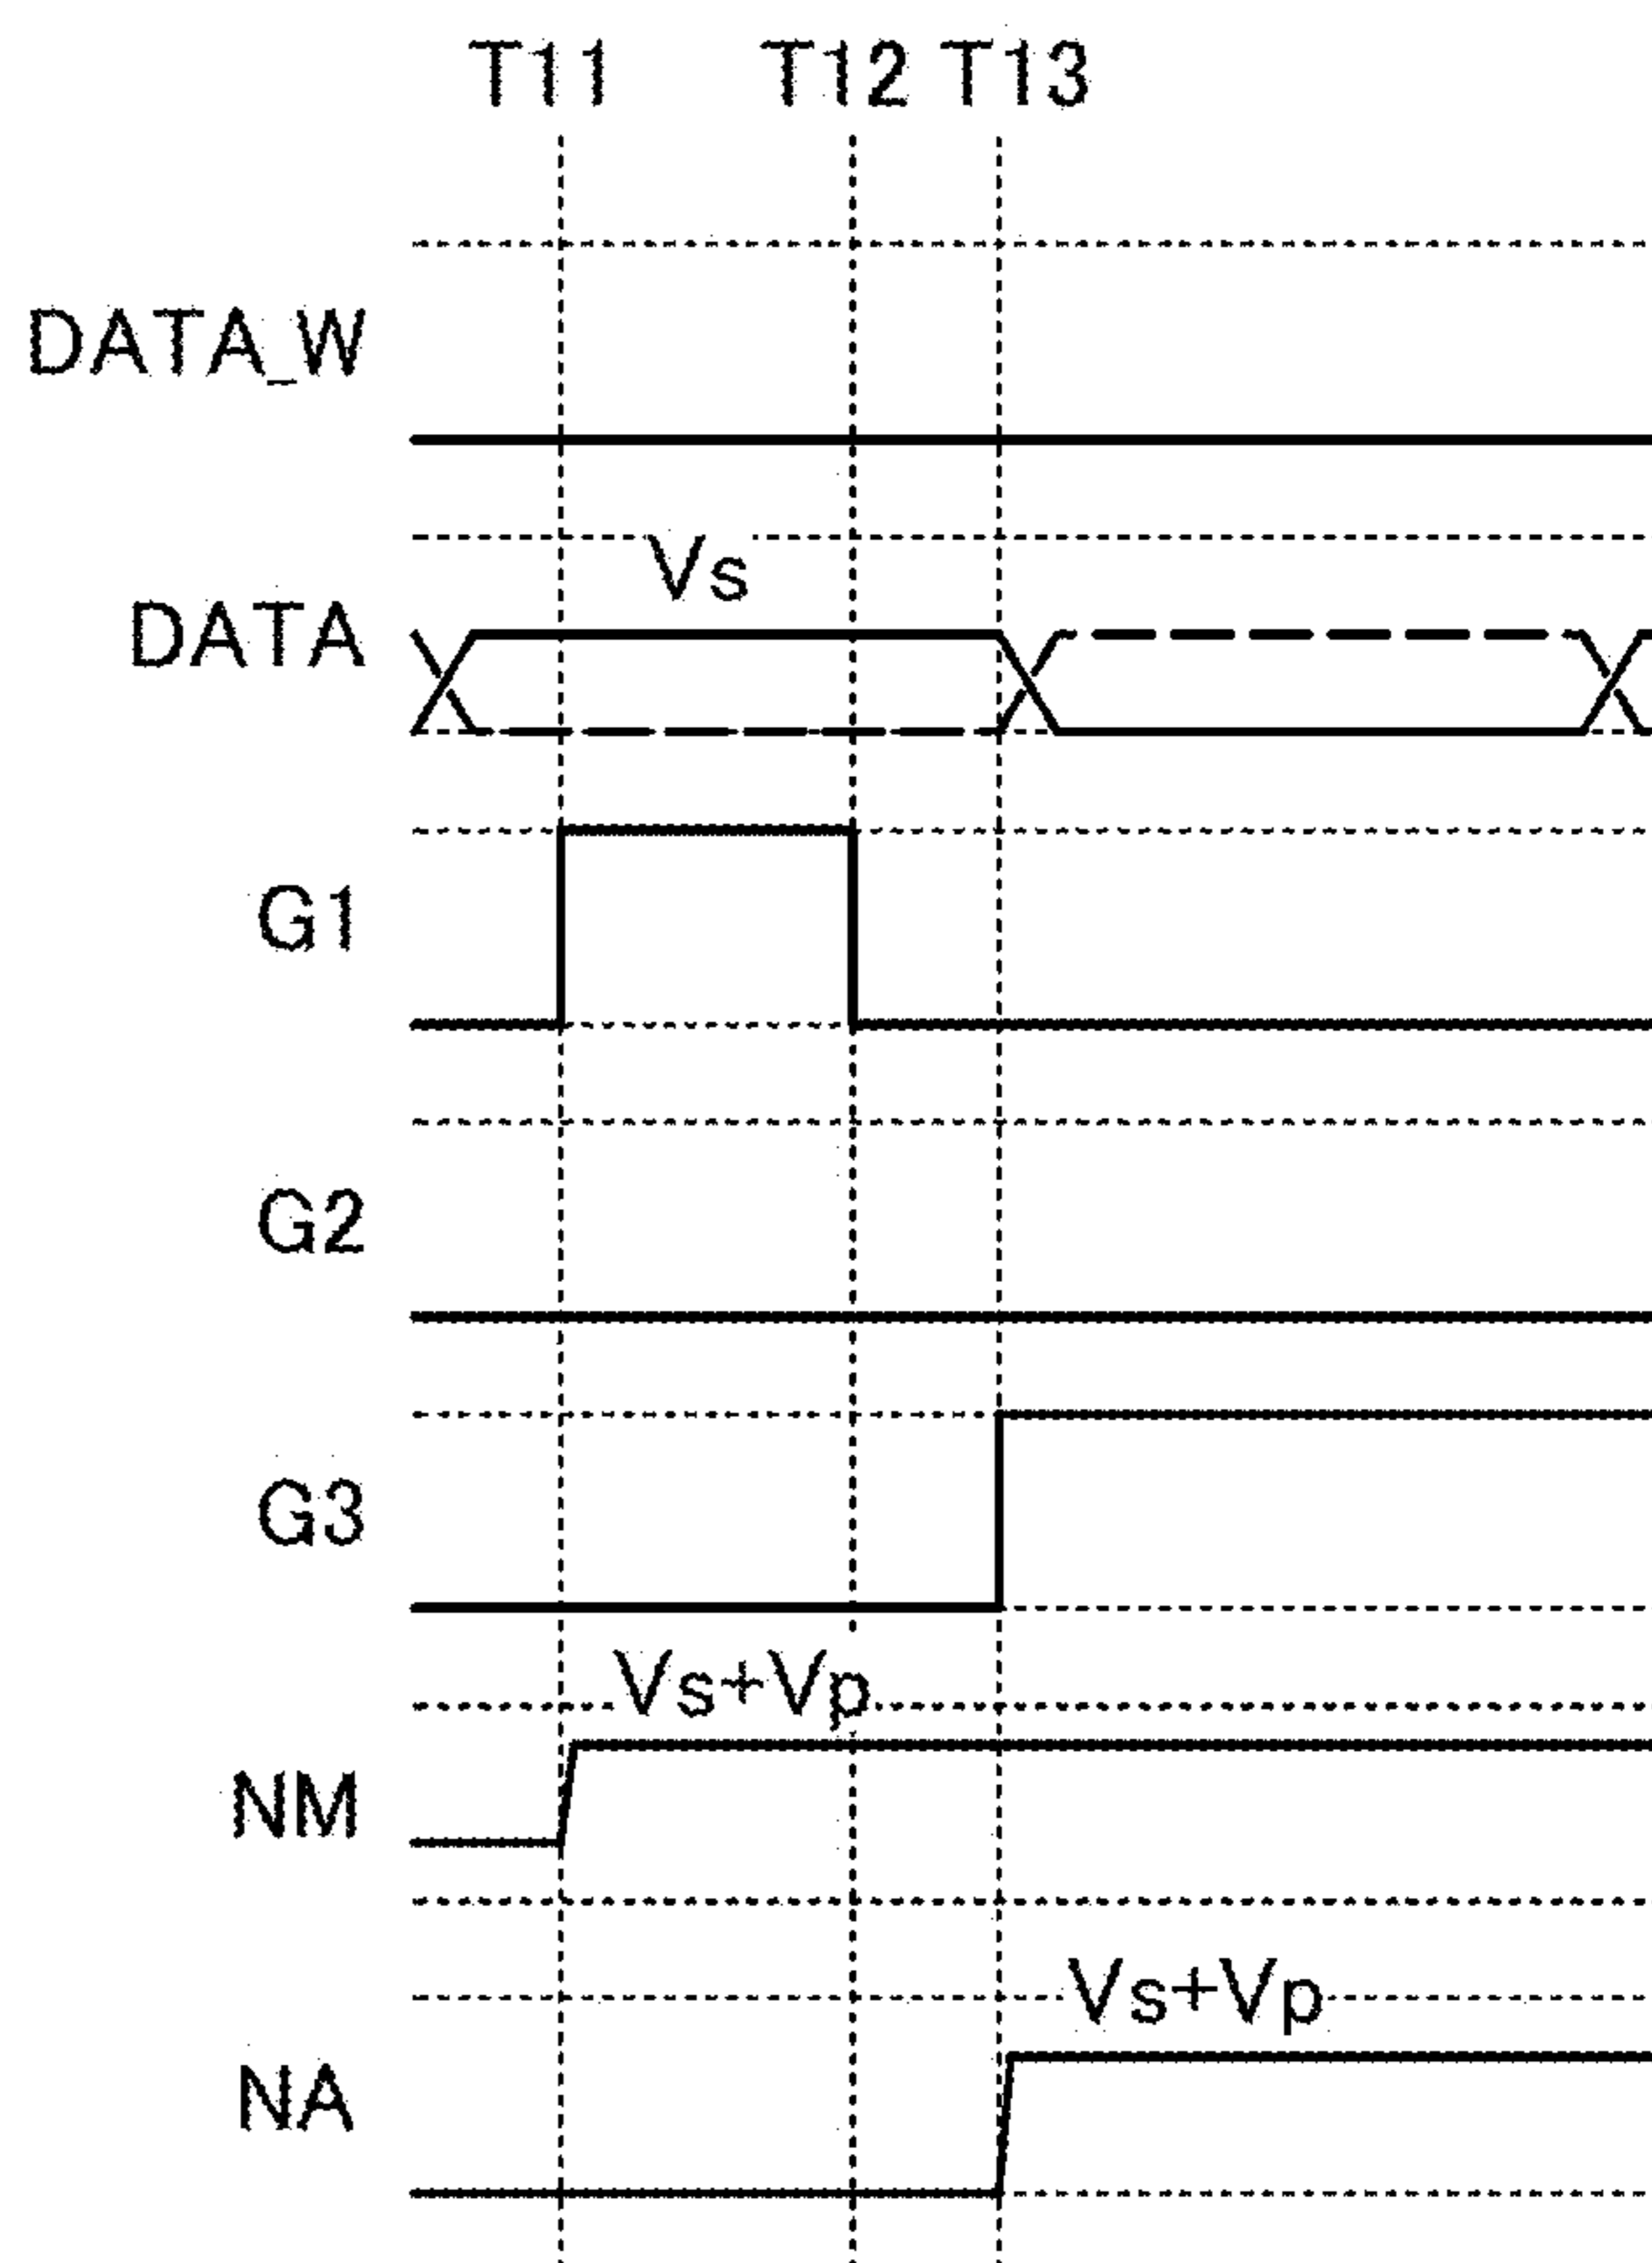 T11 T12 T13
DATA_W
Vs
DATA
G1
G2
G3
Vs+Vp
NM
Vs+Vp
NA